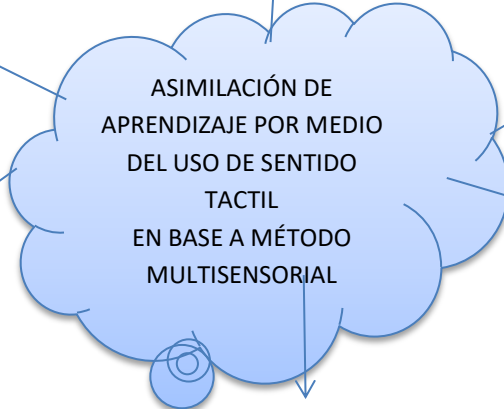 ASIMILACIÓN DE
APRENDIZAJE POR MEDIO
DEL USO DE SENTIDO
TACTIL
EN BASE A MÉTODO
MULTISENSORIAL